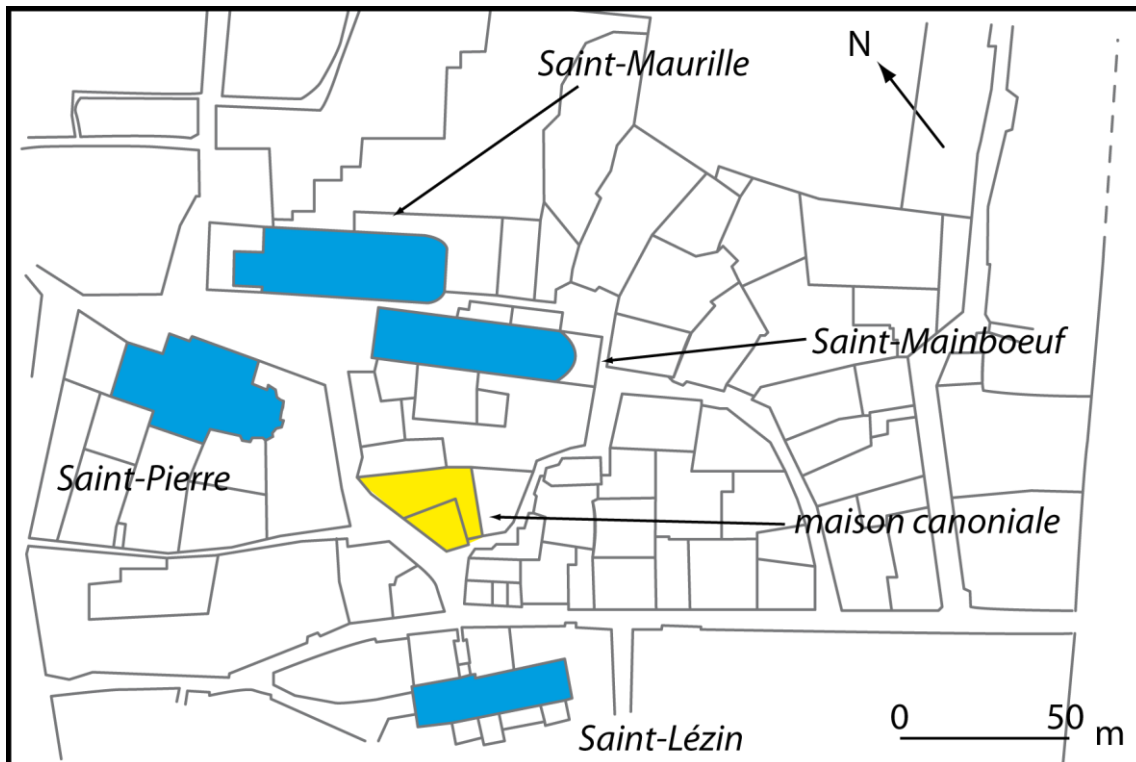 Saint-Maurille
N
Saint-Mainboeuf
Saint-Pierre
maison canoniale
Saint-Lézin
0 50 m